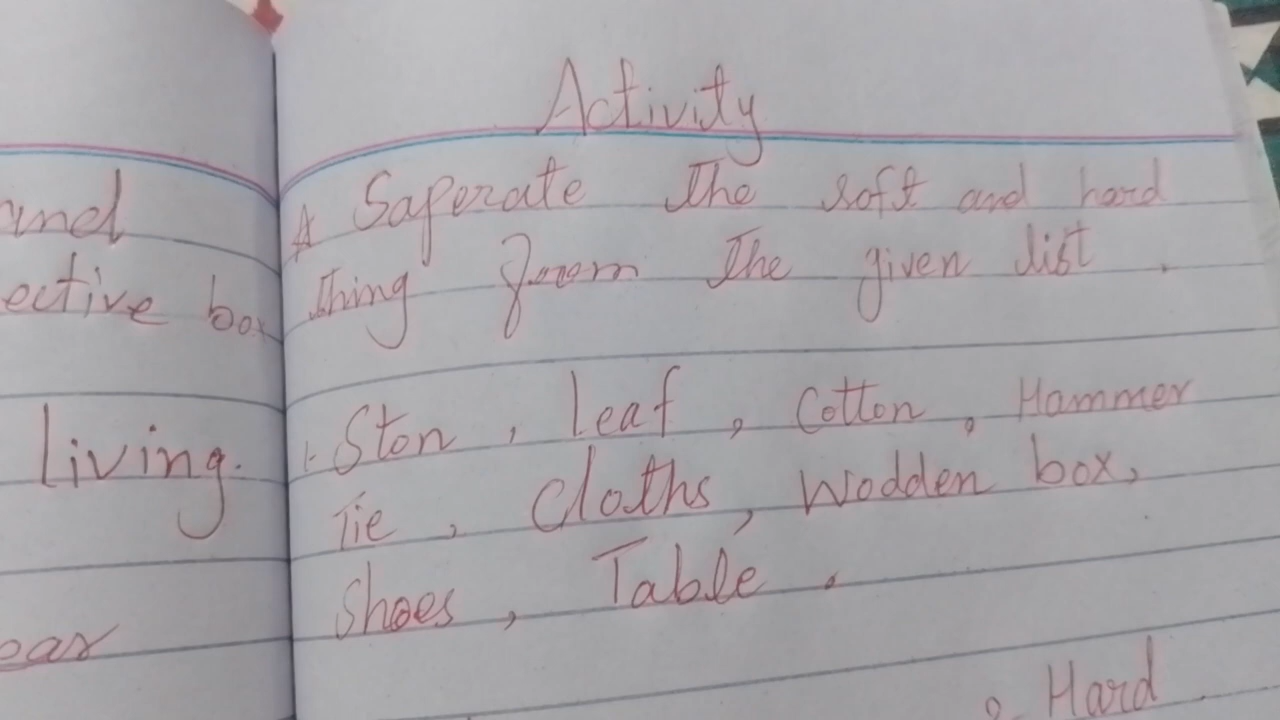 and
ective box
living.
Activity
Saperate the soft and hard
thing from the given list .
1. Ston , leaf , Cotton , Hammer
Tie , Cloths , Wodden box,
Shoes , Table .
2. Hard